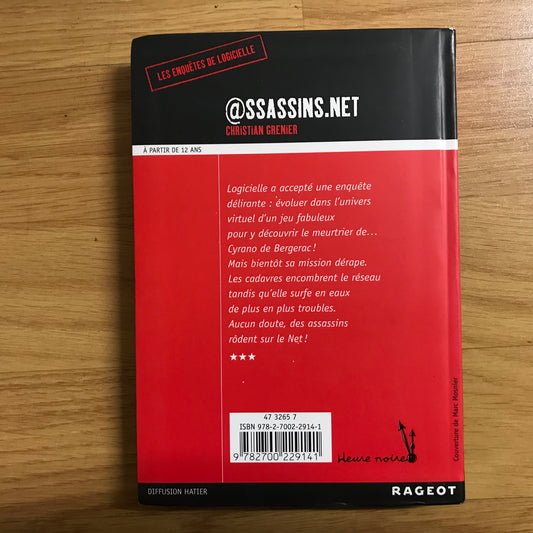 LES ENQUÊTES DE LOGICIELLE
@SSASSINS.NET
CHRISTIAN GRENIER
À PARTIR DE 12 ANS
Logicielle a accepté une enquête
délirante : évoluer dans l'univers
virtuel d'un jeu fabuleux
pour y découvrir le meurtrier de...
Cyrano de Bergerac !
Mais bientôt sa mission dérape.
Les cadavres encombrent le réseau
tandis qu'elle surfe en eaux
de plus en plus troubles.
Aucun doute, des assassins
rôdent sur le Net !
★★★
47 3265 7
ISBN 978-2-7002-2914-1
9 782700 229141
Heure noire
Couverture de Marc Mosnier
DIFFUSION HATIER
RAGEOT